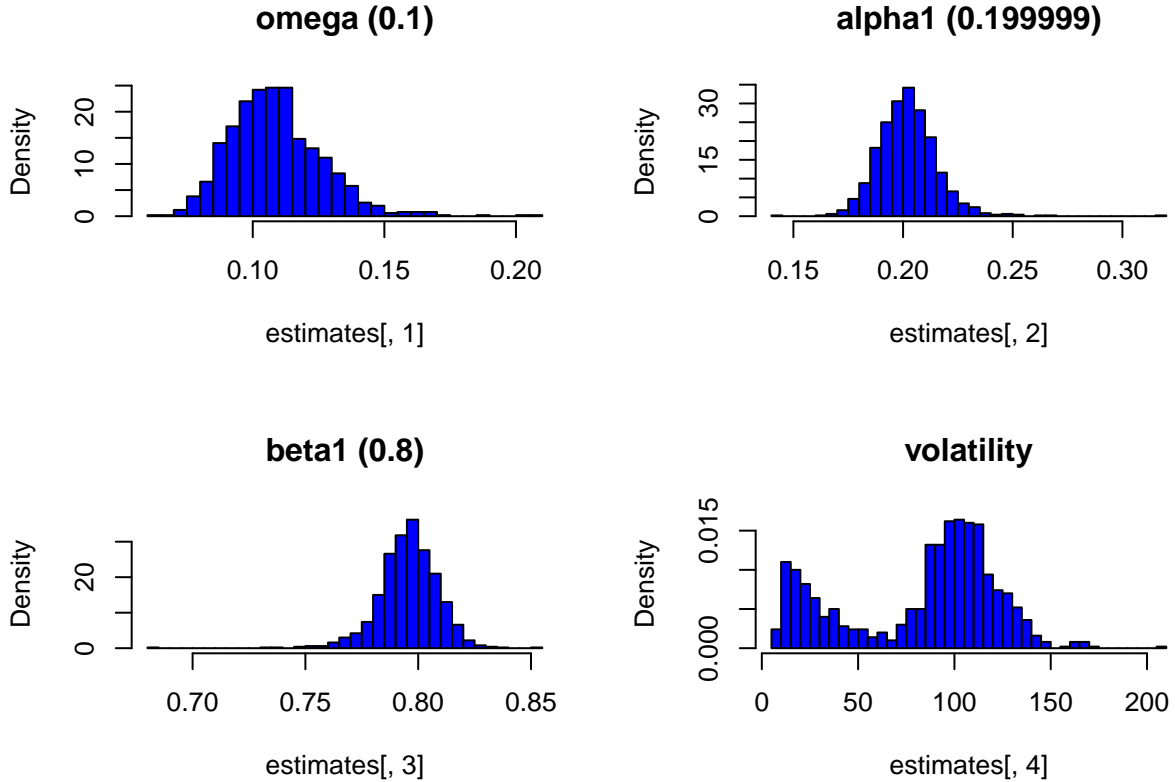 omega (0.1)
Density
0 10 20
0.10 0.15 0.20
estimates[, 1]
alpha1 (0.199999)
Density
0 15 30
0.15 0.20 0.25 0.30
estimates[, 2]
beta1 (0.8)
Density
0 20
0.70 0.75 0.80 0.85
estimates[, 3]
volatility
Density
0.000 0.015
0 50 100 150 200
estimates[, 4]